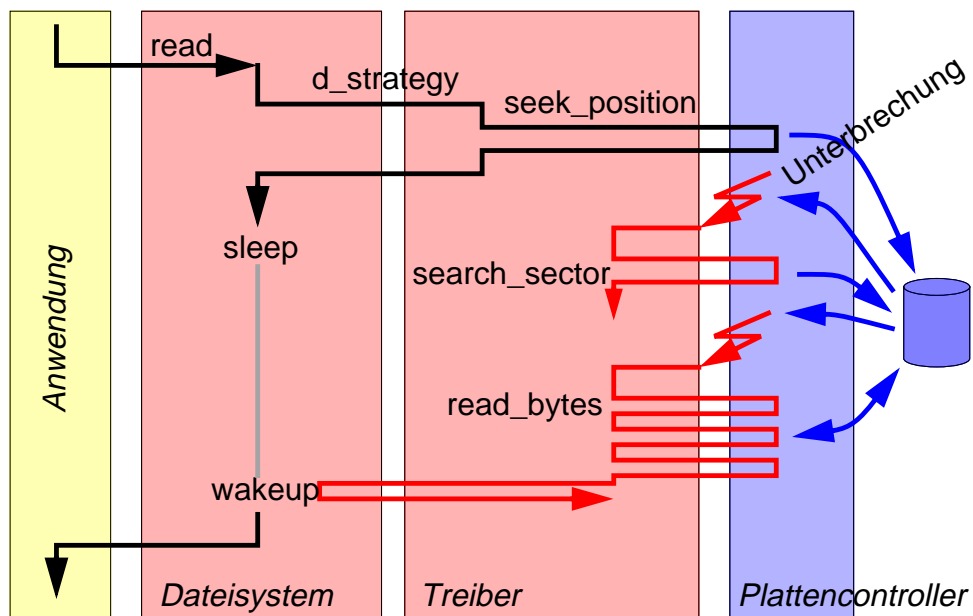 read
d_strategy
seek_position
Unterbrechung
sleep
search_sector
Anwendung
read_bytes
wakeup
Dateisystem
Treiber
Plattencontroller